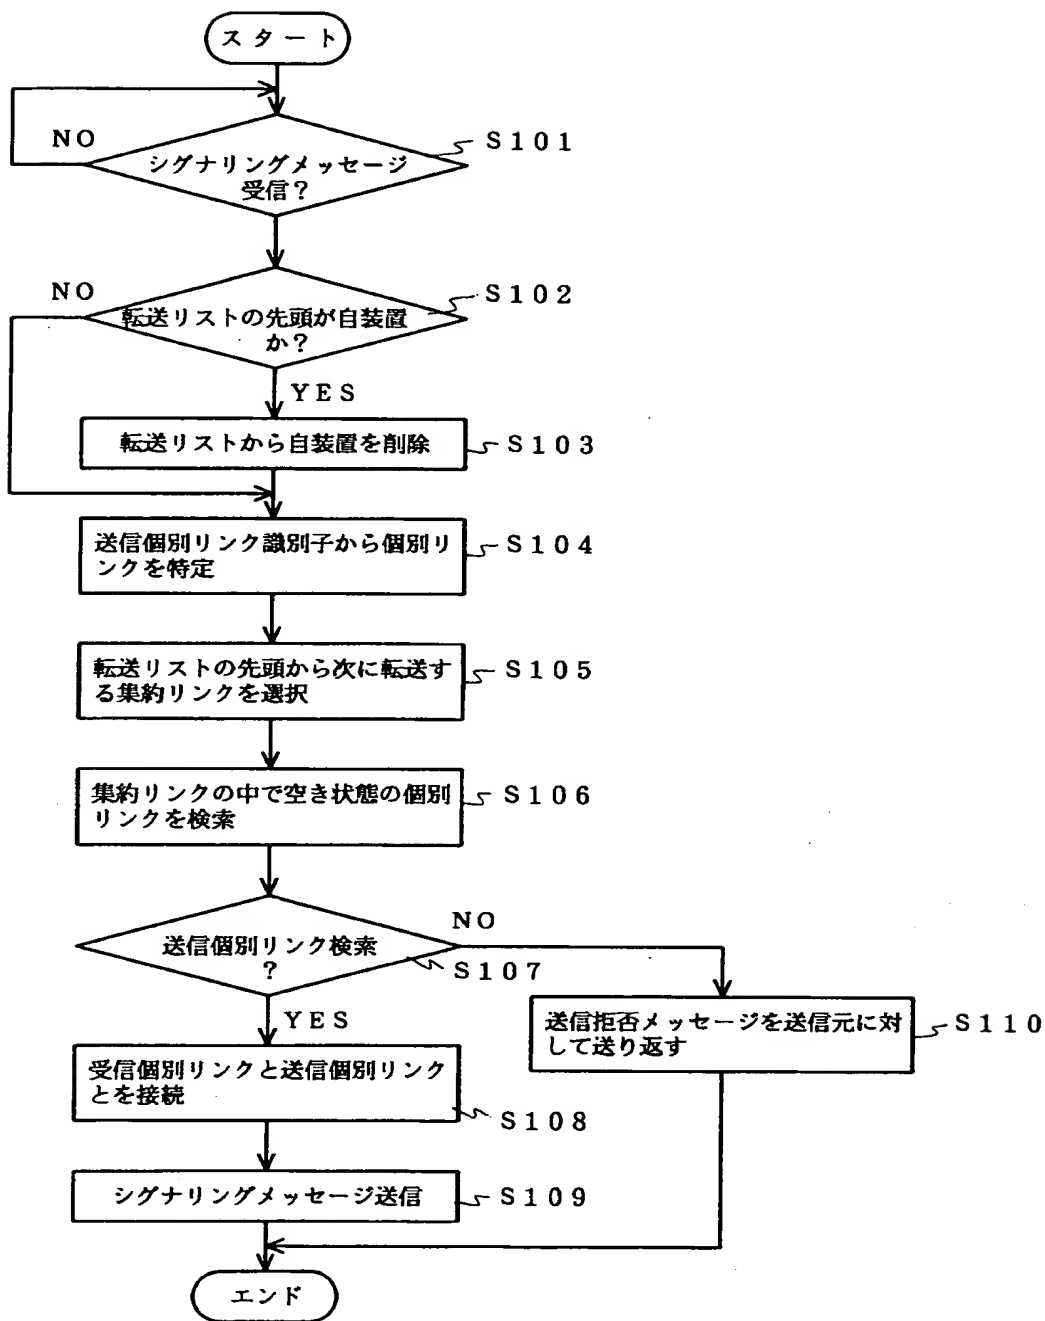 スタート
NO
S101
シグナリングメッセージ
受信?
NO
S102
転送リストの先頭が自装置
か?
YES
転送リストから自装置を削除
S103
送信個別リンク識別子から個別リ
ンクを特定
S104
転送リストの先頭から次に転送す
る集約リンクを選択
S105
集約リンクの中で空き状態の個別
リンクを検索
S106
NO
送信個別リンク検索
?
S107
YES
送信拒否メッセージを送信元に対
して送り返す
S110
受信個別リンクと送信個別リンク
とを接続
S108
シグナリングメッセージ送信
S109
エンド